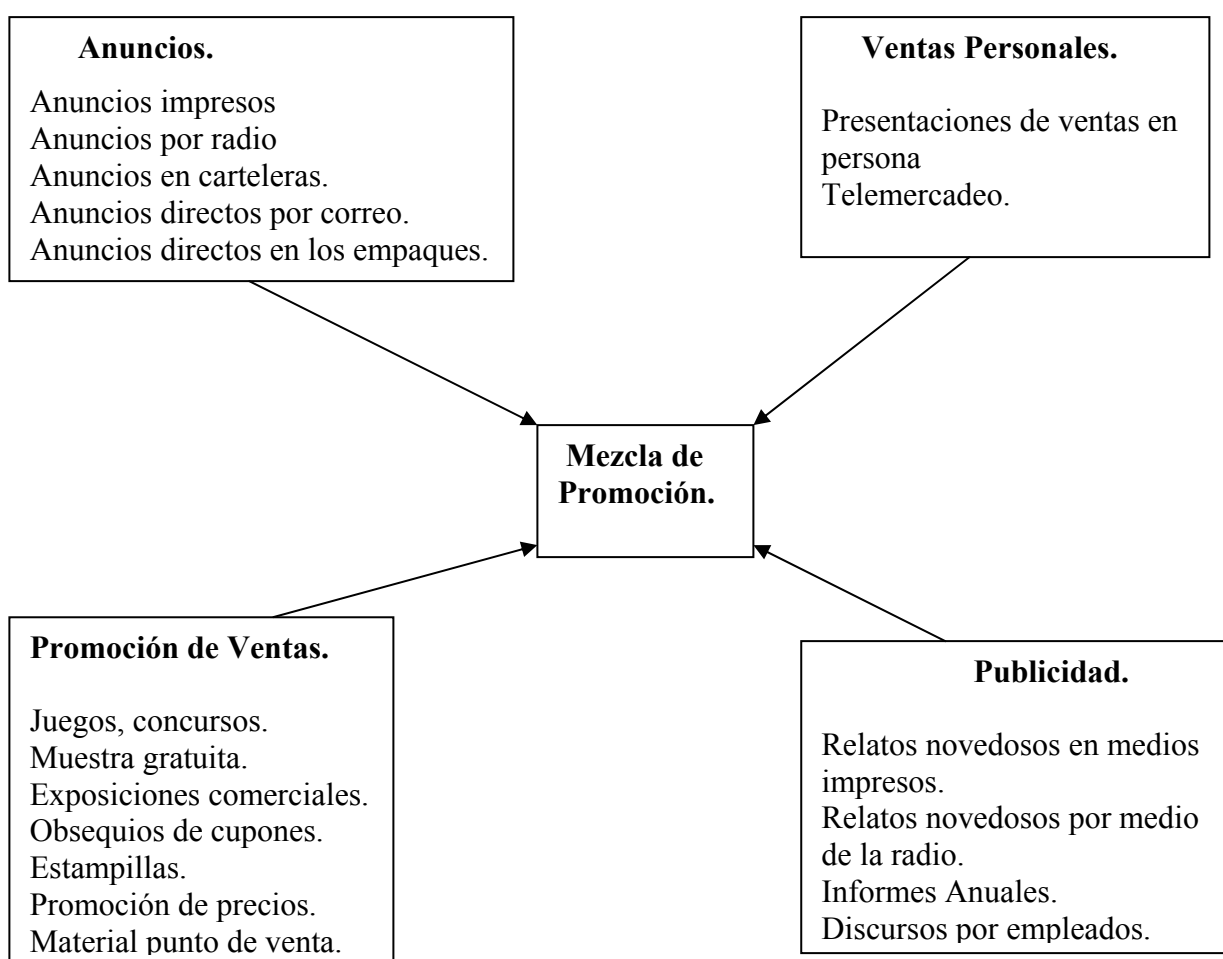 Anuncios.
Anuncios impresos
Anuncios por radio
Anuncios en carteleras.
Anuncios directos por correo.
Anuncios directos en los empaques.
Ventas Personales.
Presentaciones de ventas en
persona
Telemercadeo.
Mezcla de
Promoción.
Promoción de Ventas.
Juegos, concursos.
Muestra gratuita.
Exposiciones comerciales.
Obsequios de cupones.
Estampillas.
Promoción de precios.
Material punto de venta.
Publicidad.
Relatos novedosos en medios
impresos.
Relatos novedosos por medio
de la radio.
Informes Anuales.
Discursos por empleados.